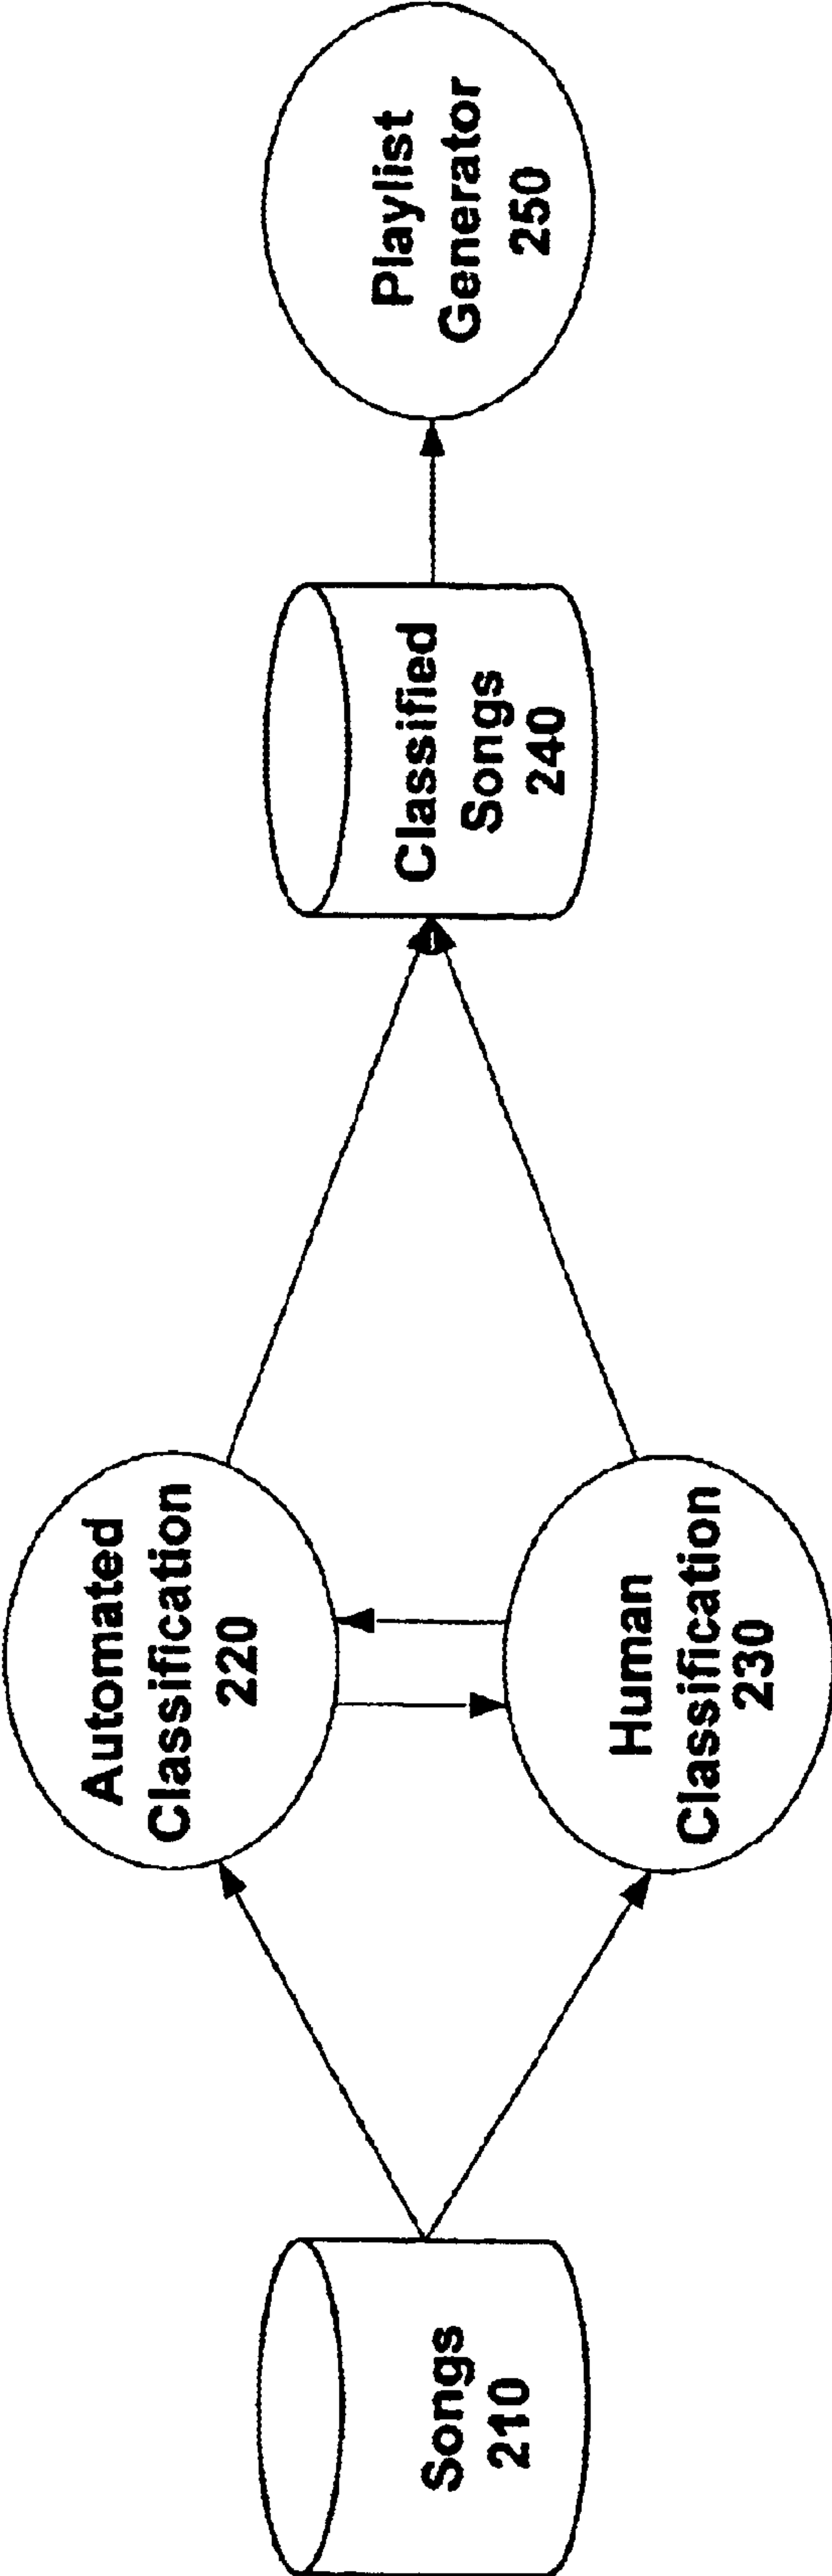 Songs
210
Automated
Classification
220
Human
Classification
230
Classified
Songs
240
Playlist
Generator
250